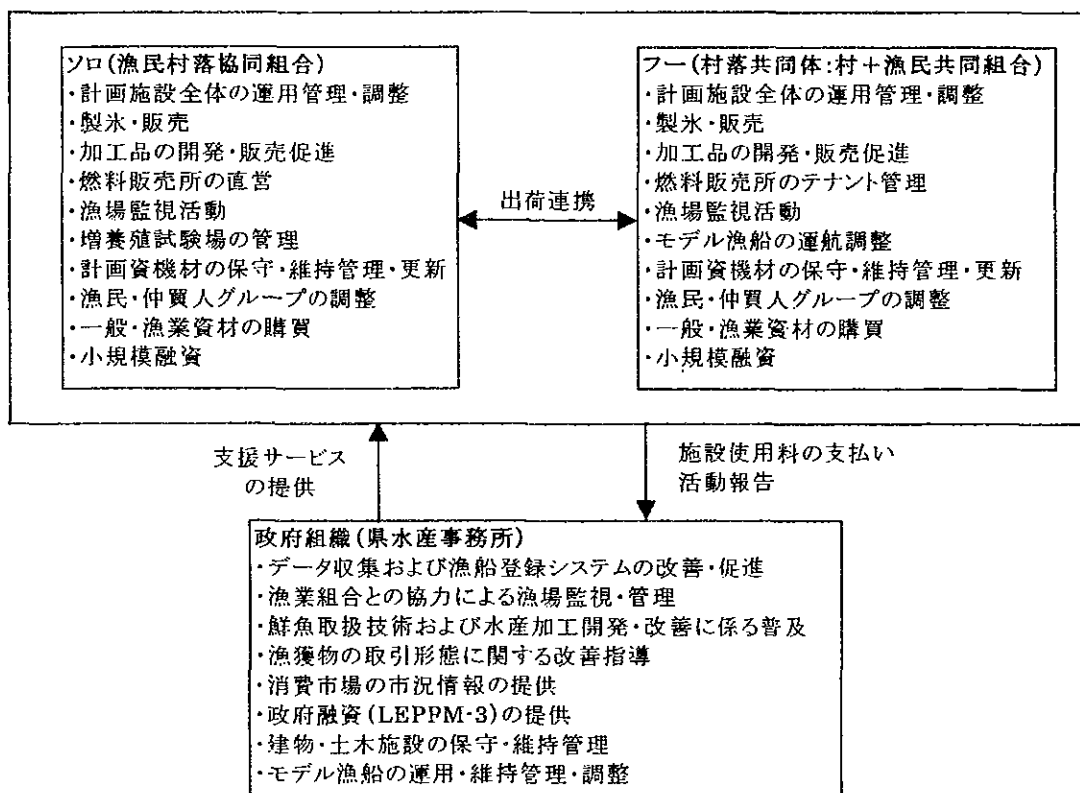 ソロ(漁民村落協同組合)
・計画施設全体の運用管理・調整
・製氷・販売
・加工品の開発・販売促進
・燃料販売所の直営
・漁場監視活動
・増養殖試験場の管理
・計画資機材の保守・維持管理・更新
・漁民・仲買人グループの調整
・一般・漁業資材の購買
・小規模融資
出荷連携
フー(村落共同体:村+漁民共同組合)
・計画施設全体の運用管理・調整
・製氷・販売
・加工品の開発・販売促進
・燃料販売所のテナント管理
・漁場監視活動
・モデル漁船の運航調整
・計画資機材の保守・維持管理・更新
・漁民・仲買人グループの調整
・一般・漁業資材の購買
・小規模融資
支援サービス
の提供
施設使用料の支払い
活動報告
政府組織(県水産事務所)
・データ収集および漁船登録システムの改善・促進
・漁業組合との協力による漁場監視・管理
・鮮魚取扱技術および水産加工開発・改善に係る普及
・漁獲物の取引形態に関する改善指導
・消費市場の市況情報の提供
・政府融資(LEPPM-3)の提供
・建物・土木施設の保守・維持管理
・モデル漁船の運用・維持管理・調整